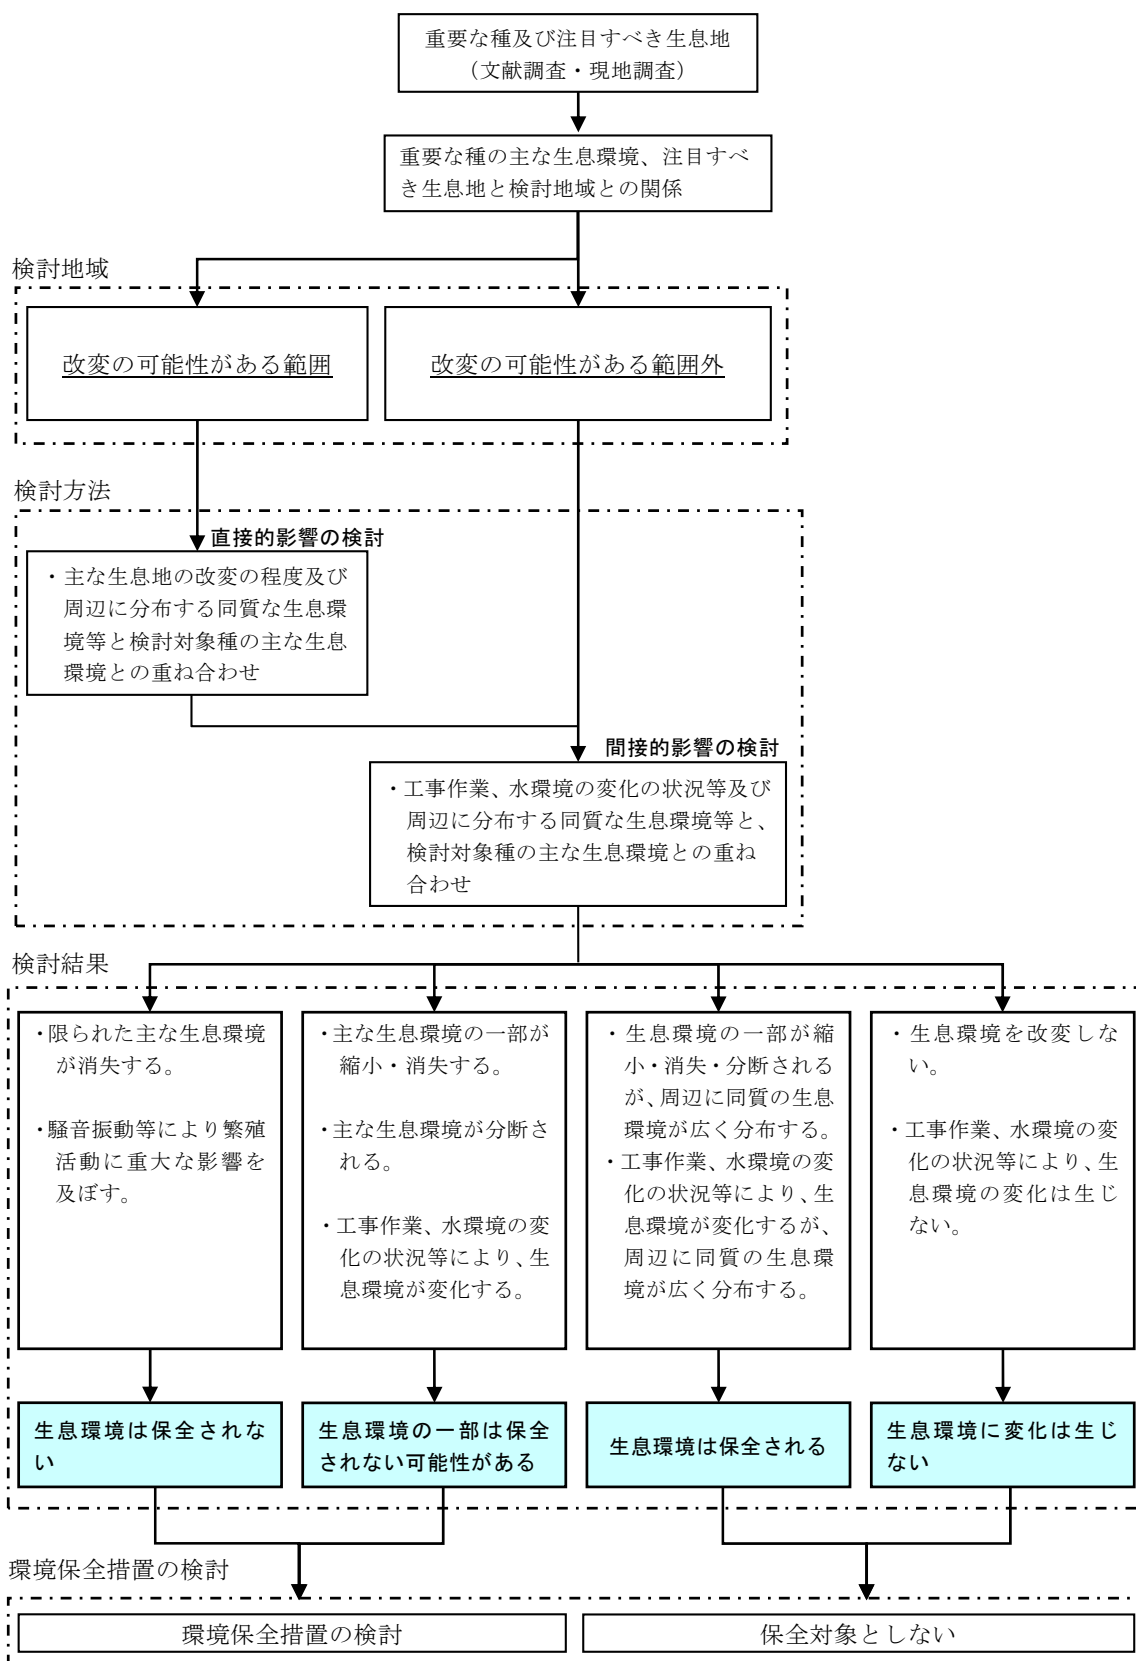 重要な種及び注目すべき生息地
（文献調査・現地調査）
重要な種の主な生息環境、注目すべ
き生息地と検討地域との関係
検討地域
改変の可能性がある範囲
改変の可能性がある範囲外
検討方法
直接的影響の検討
・主な生息地の改変の程度及び
周辺に分布する同質な生息環
境等と検討対象種の主な生息
環境との重ね合わせ
間接的影響の検討
・工事作業、水環境の変化の状況等及び
周辺に分布する同質な生息環境等と、
検討対象種の主な生息環境との重ね
合わせ
検討結果
・限られた主な生息環境
が消失する。
・騒音振動等により繁殖
活動に重大な影響を
及ぼす。
・主な生息環境の一部が
縮小・消失する。
・主な生息環境が分断さ
れる。
・工事作業、水環境の変
化の状況等により、生
息環境が変化する。
・生息環境の一部が縮
小・消失・分断される
が、周辺に同質の生息
環境が広く分布する。
・工事作業、水環境の変
化の状況等により、生
息環境が変化するが、
周辺に同質の生息環
境が広く分布する。
・生息環境を改変しな
い。
・工事作業、水環境の変
化の状況等により、生
息環境の変化は生じ
ない。
生息環境は保全されな
い
生息環境の一部は保全
されない可能性がある
生息環境は保全される
生息環境に変化は生じ
ない
環境保全措置の検討
環境保全措置の検討
保全対象としない